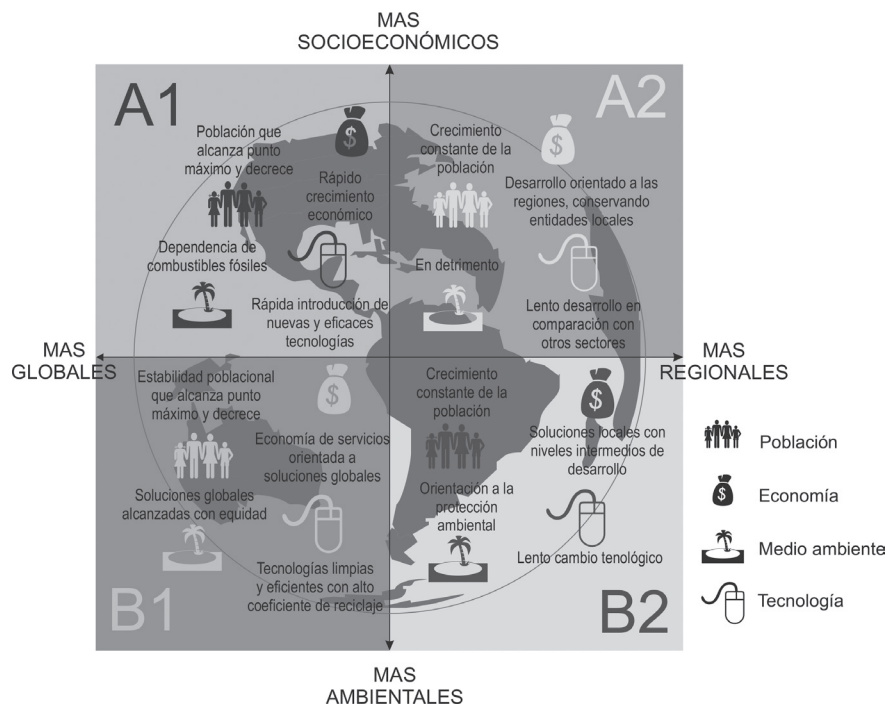 MAS
SOCIOECONÓMICOS
A1
Población que
alcanza punto
máximo y decrece
Rápido
crecimiento
económico
Dependencia de
combustibles fósiles
Rápida introducción de
nuevas y eficaces
tecnologías
A2
Crecimiento
constante de la
población
Desarrollo orientado a las
regiones, conservando
entidades locales
En detrimento
Lento desarrollo en
comparación con
otros sectores
MAS
GLOBALES
MAS
REGIONALES
Estabilidad poblacional
que alcanza punto
máximo y decrece
Economía de servicios
orientada a
soluciones globales
Soluciones globales
alcanzadas con equidad
Tecnologías limpias
y eficientes con alto
coeficiente de reciclaje
B1
Crecimiento
constante de la
población
Soluciones locales con
niveles intermedios de
desarrollo
Orientación a la
protección
ambiental
Lento cambio tenológico
B2
Población
Economía
Medio ambiente
Tecnología
MAS
AMBIENTALES